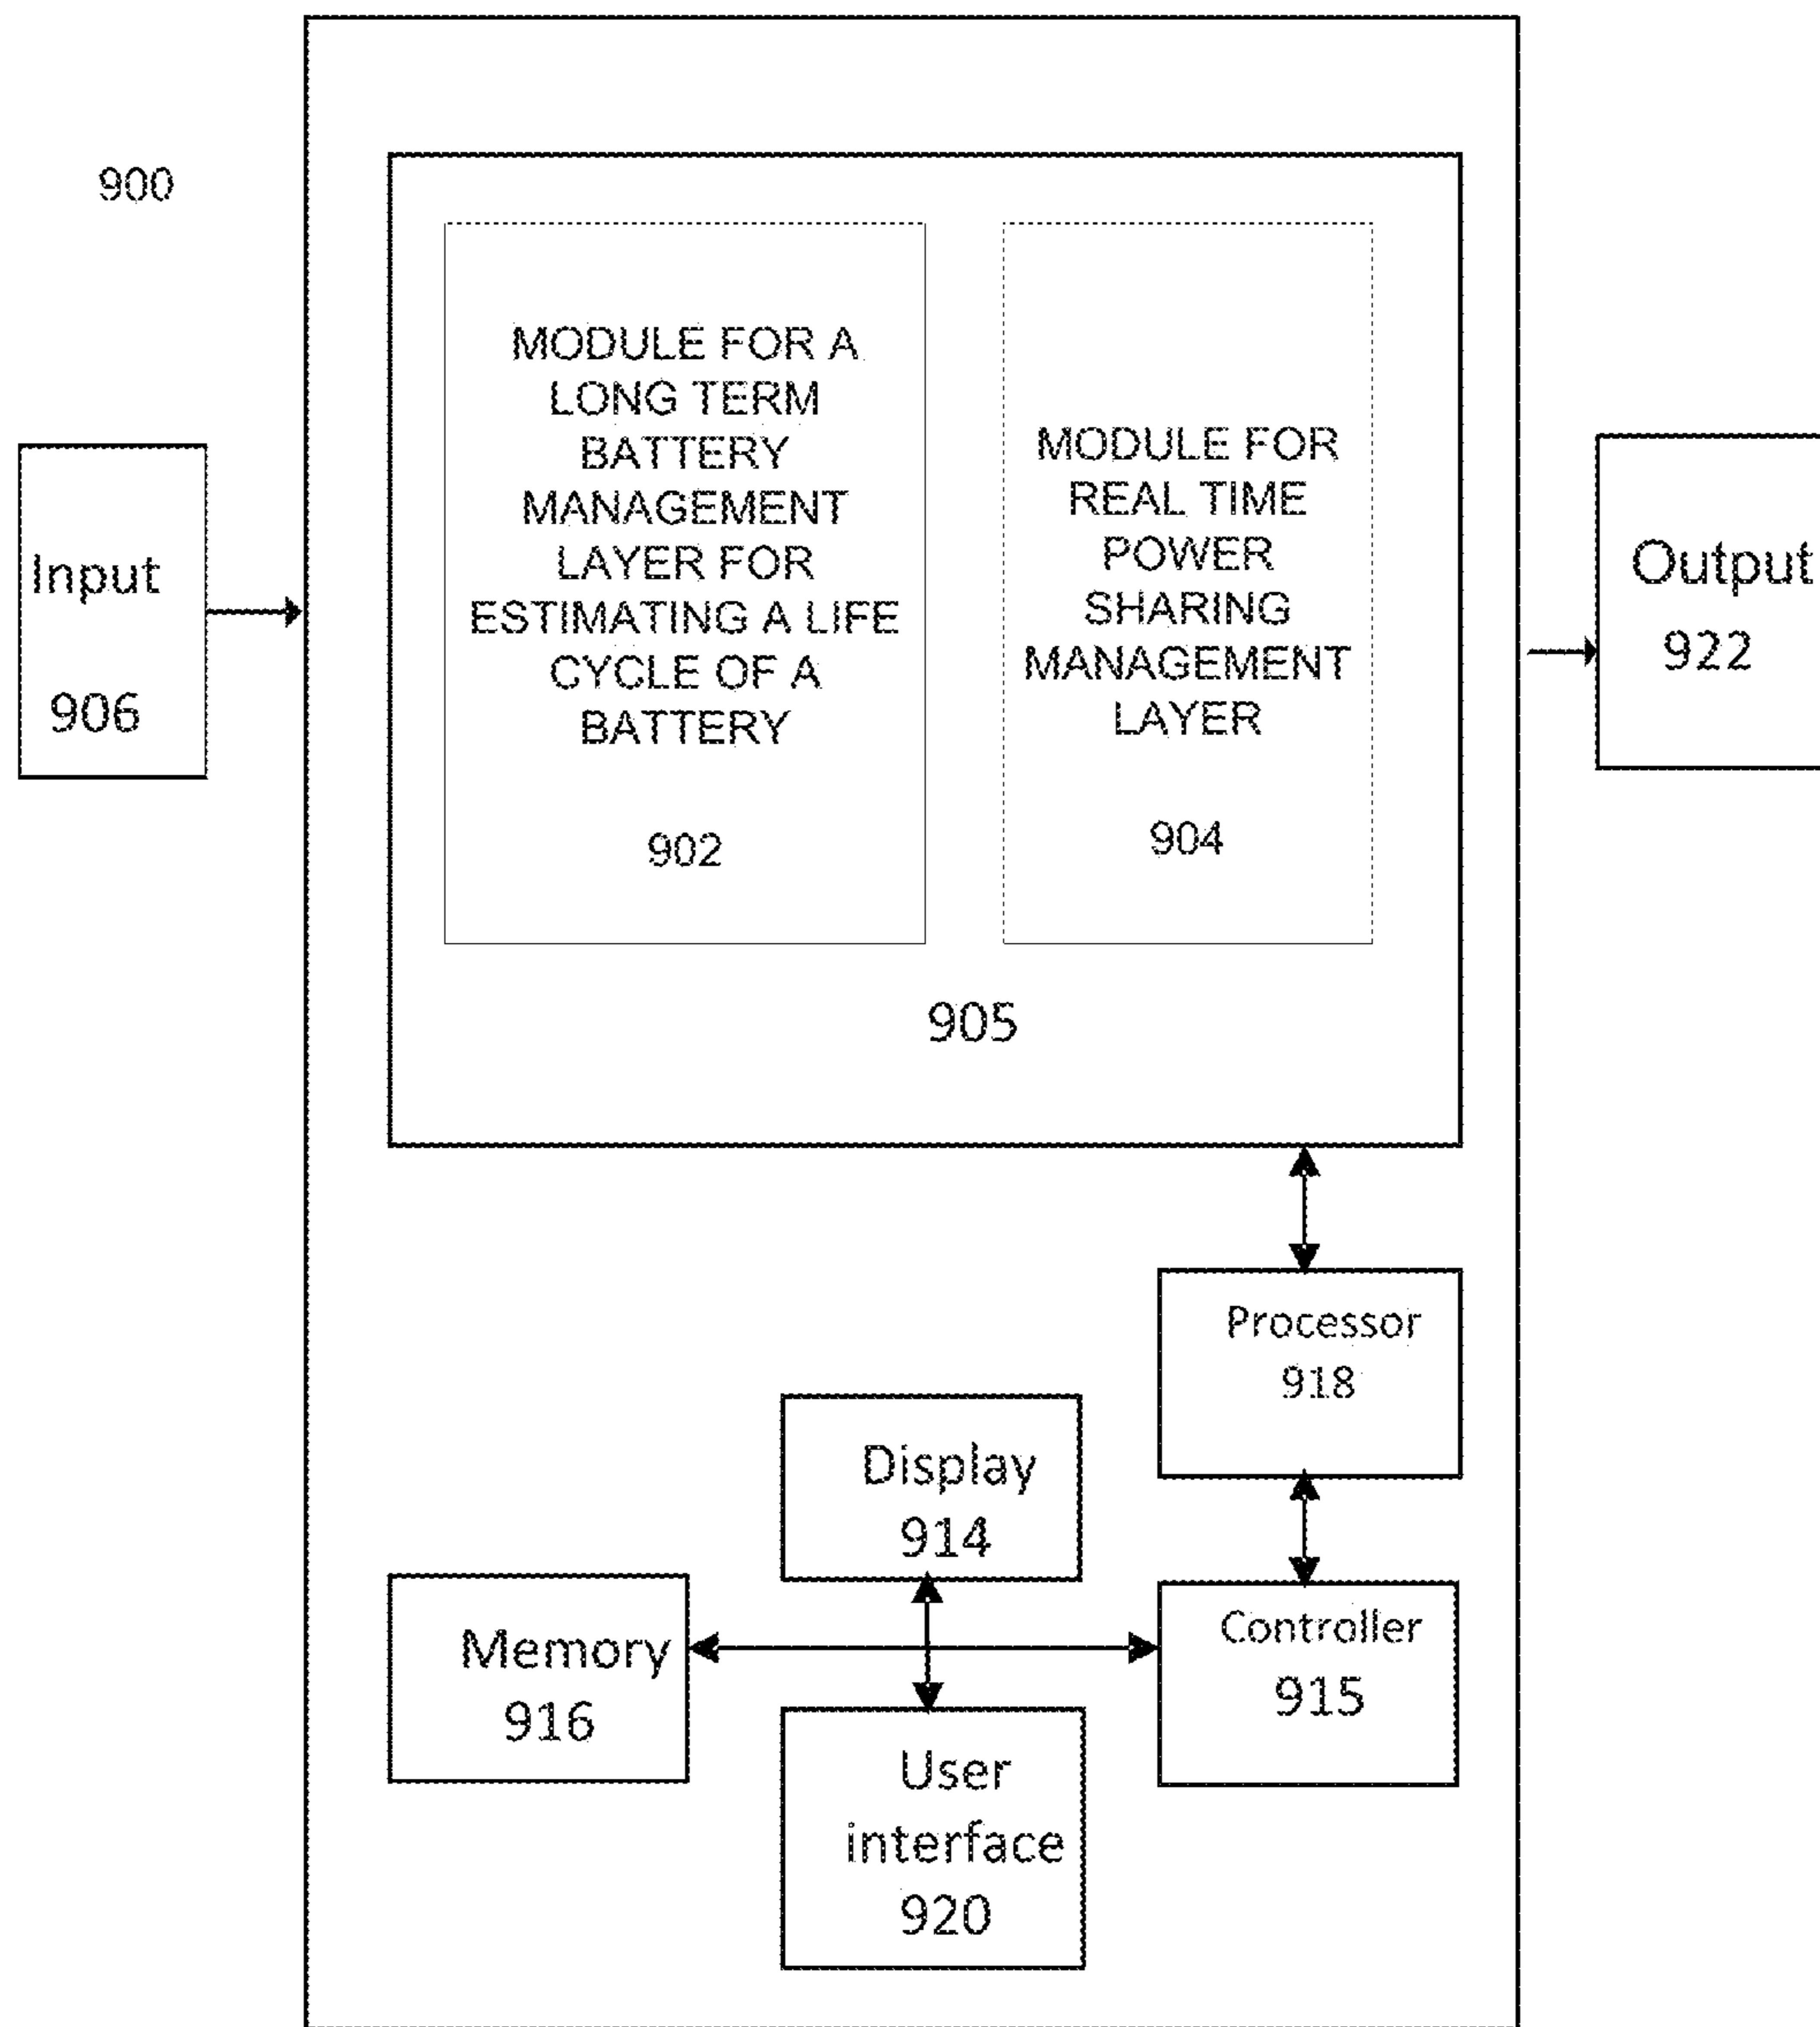 900
Input
906
MODULE FOR A
LONG TERM
BATTERY
MANAGEMENT
LAYER FOR
ESTIMATING A LIFE
CYCLE OF A
BATTERY
902
MODULE FOR
REAL TIME
POWER
SHARING
MANAGEMENT
LAYER
904
905
Output
922
Processor
918
Display
914
Memory
916
Controller
915
User
interface
920